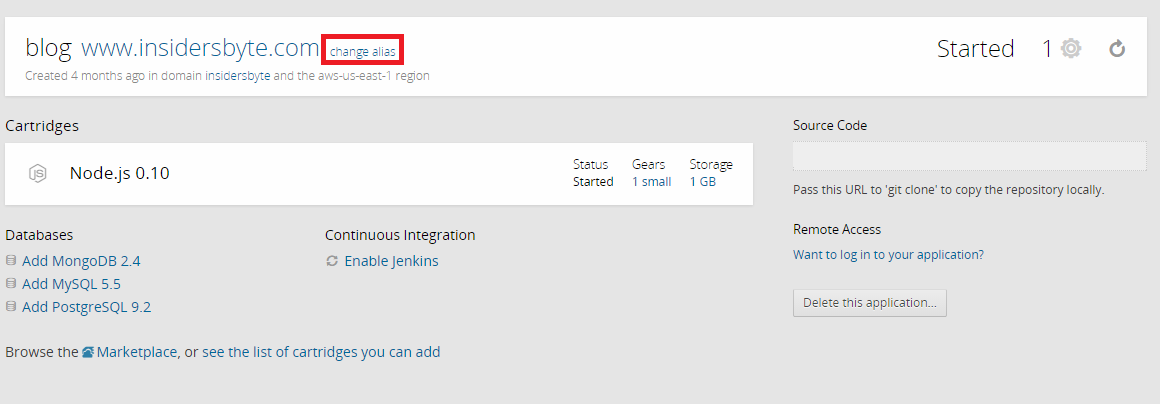 blog www.insidersbyte.com change alias
Started 1
Created 4 months ago in domain insidersbyte and the aws-us-east-1 region
Cartridges
JS Node.js 0.10
Status Gears Storage
Started 1 small 1 GB
Databases
Add MongoDB 2.4
Add MySQL 5.5
Add PostgreSQL 9.2
Continuous Integration
Enable Jenkins
Browse the Marketplace, or see the list of cartridges you can add
Source Code
Pass this URL to 'git clone' to copy the repository locally.
Remote Access
Want to log in to your application?
Delete this application...